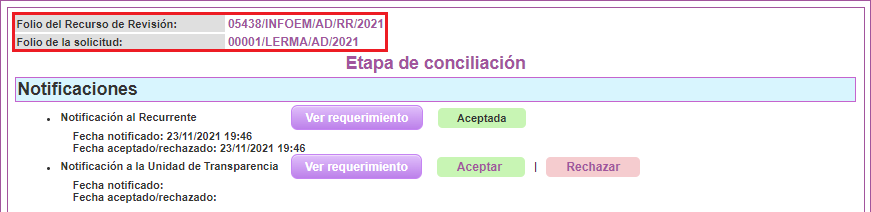 Folio del Recurso de Revisión: 05438/INFOEM/AD/RR/2021
Folio de la solicitud: 00001/LERMA/AD/2021
Etapa de conciliación
Notificaciones
• Notificación al Recurrente Ver requerimiento Aceptada
Fecha notificado: 23/11/2021 19:46
Fecha aceptado/rechazado: 23/11/2021 19:46
• Notificación a la Unidad de Transparencia Ver requerimiento Aceptar | Rechazar
Fecha notificado:
Fecha aceptado/rechazado: